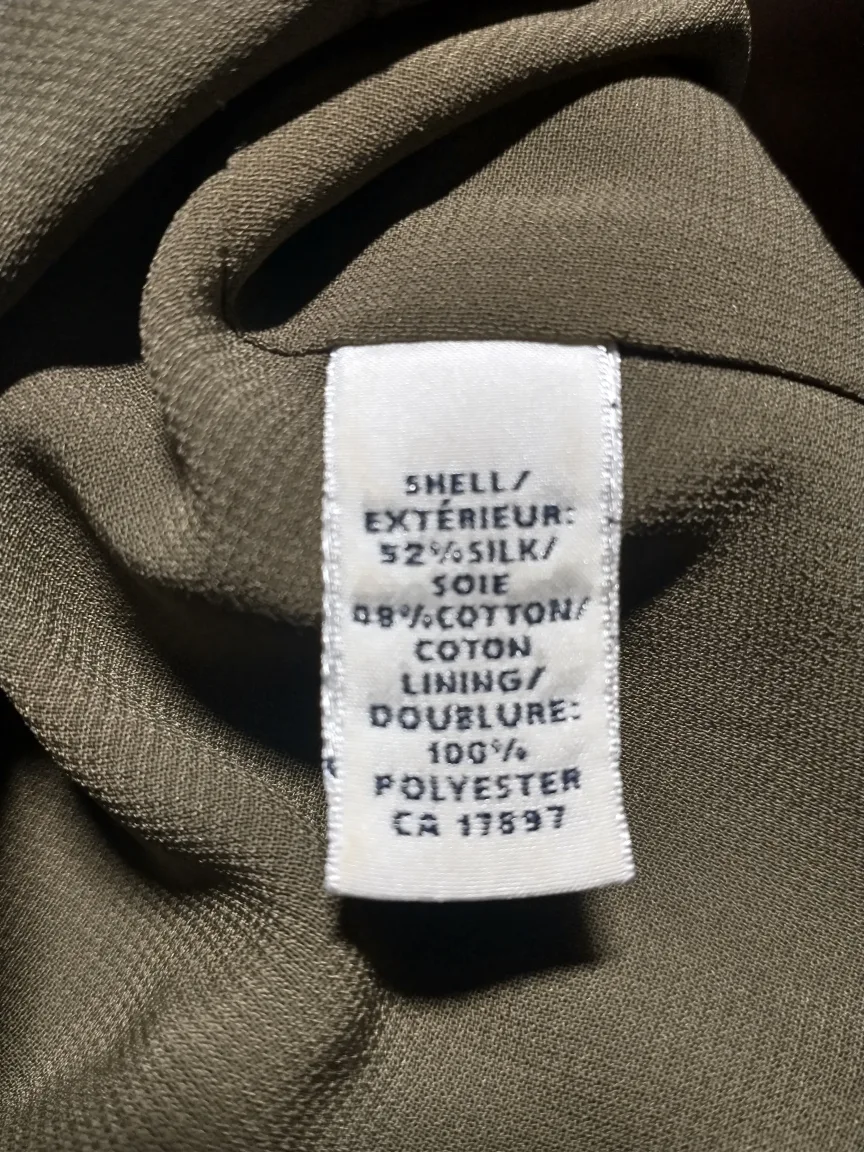 SHELL/
EXTÉRIEUR:
52%SILK/
SOIE
48%COTTON/
COTON
LINING/
DOUBLURE:
100%
POLYESTER
CA 17897